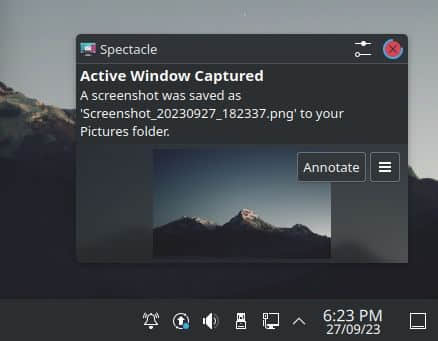 Spectacle
Active Window Captured
A screenshot was saved as
'Screenshot_20230927_182337.png' to your
Pictures folder.
Annotate
6:23 PM
27/09/23